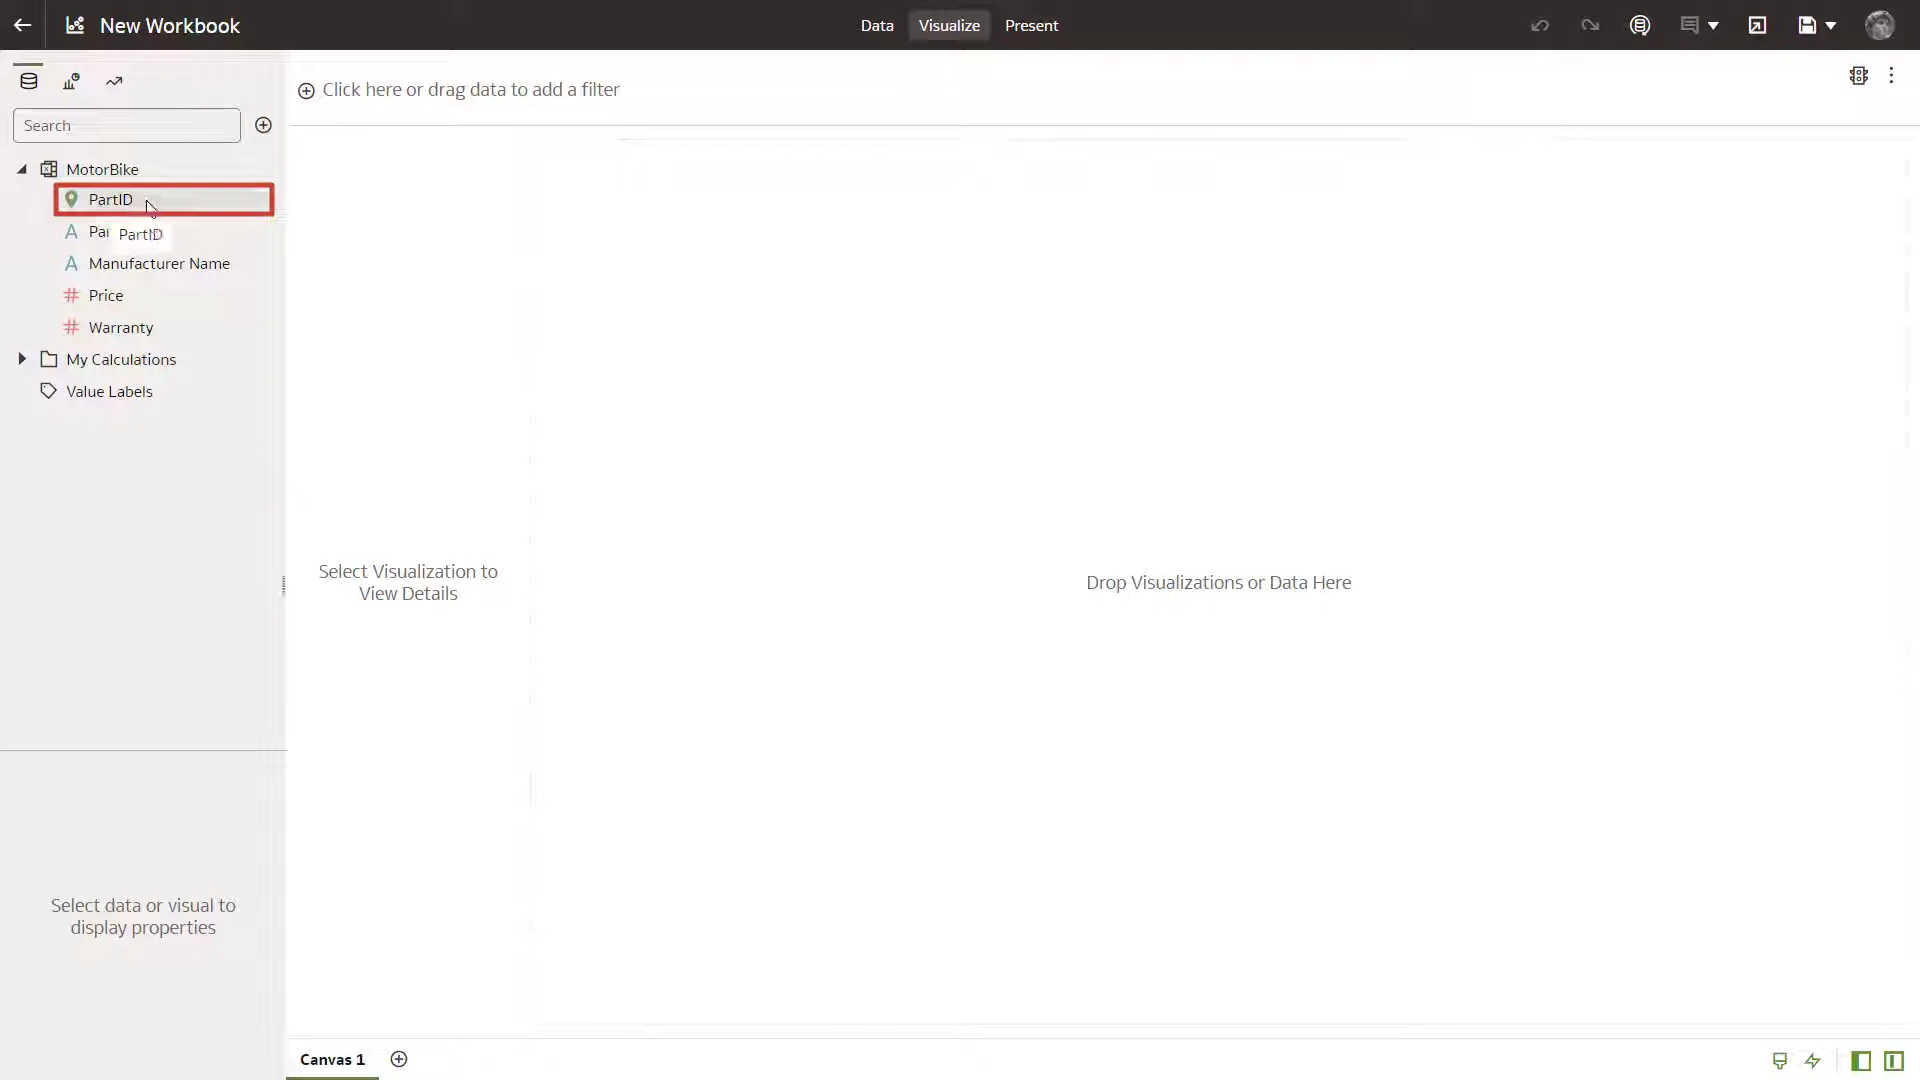 New Workbook
Data
Visualize
Present
Click here or drag data to add a filter
Search
MotorBike
PartID
PartID
Manufacturer Name
Price
Warranty
My Calculations
Value Labels
Select Visualization to
View Details
Drop Visualizations or Data Here
Select data or visual to
display properties
Canvas 1